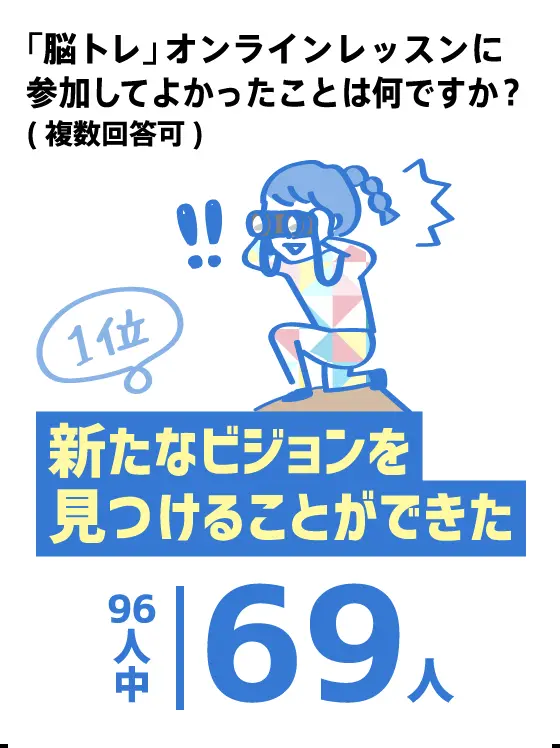 「脳トレ」オンラインレッスンに
参加してよかったことは何ですか？
(複数回答可)
!!
1位
新たなビジョンを
見つけることができた
96人中
69人